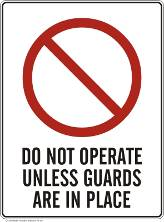 DO NOT OPERATE
UNLESS GUARDS
ARE IN PLACE